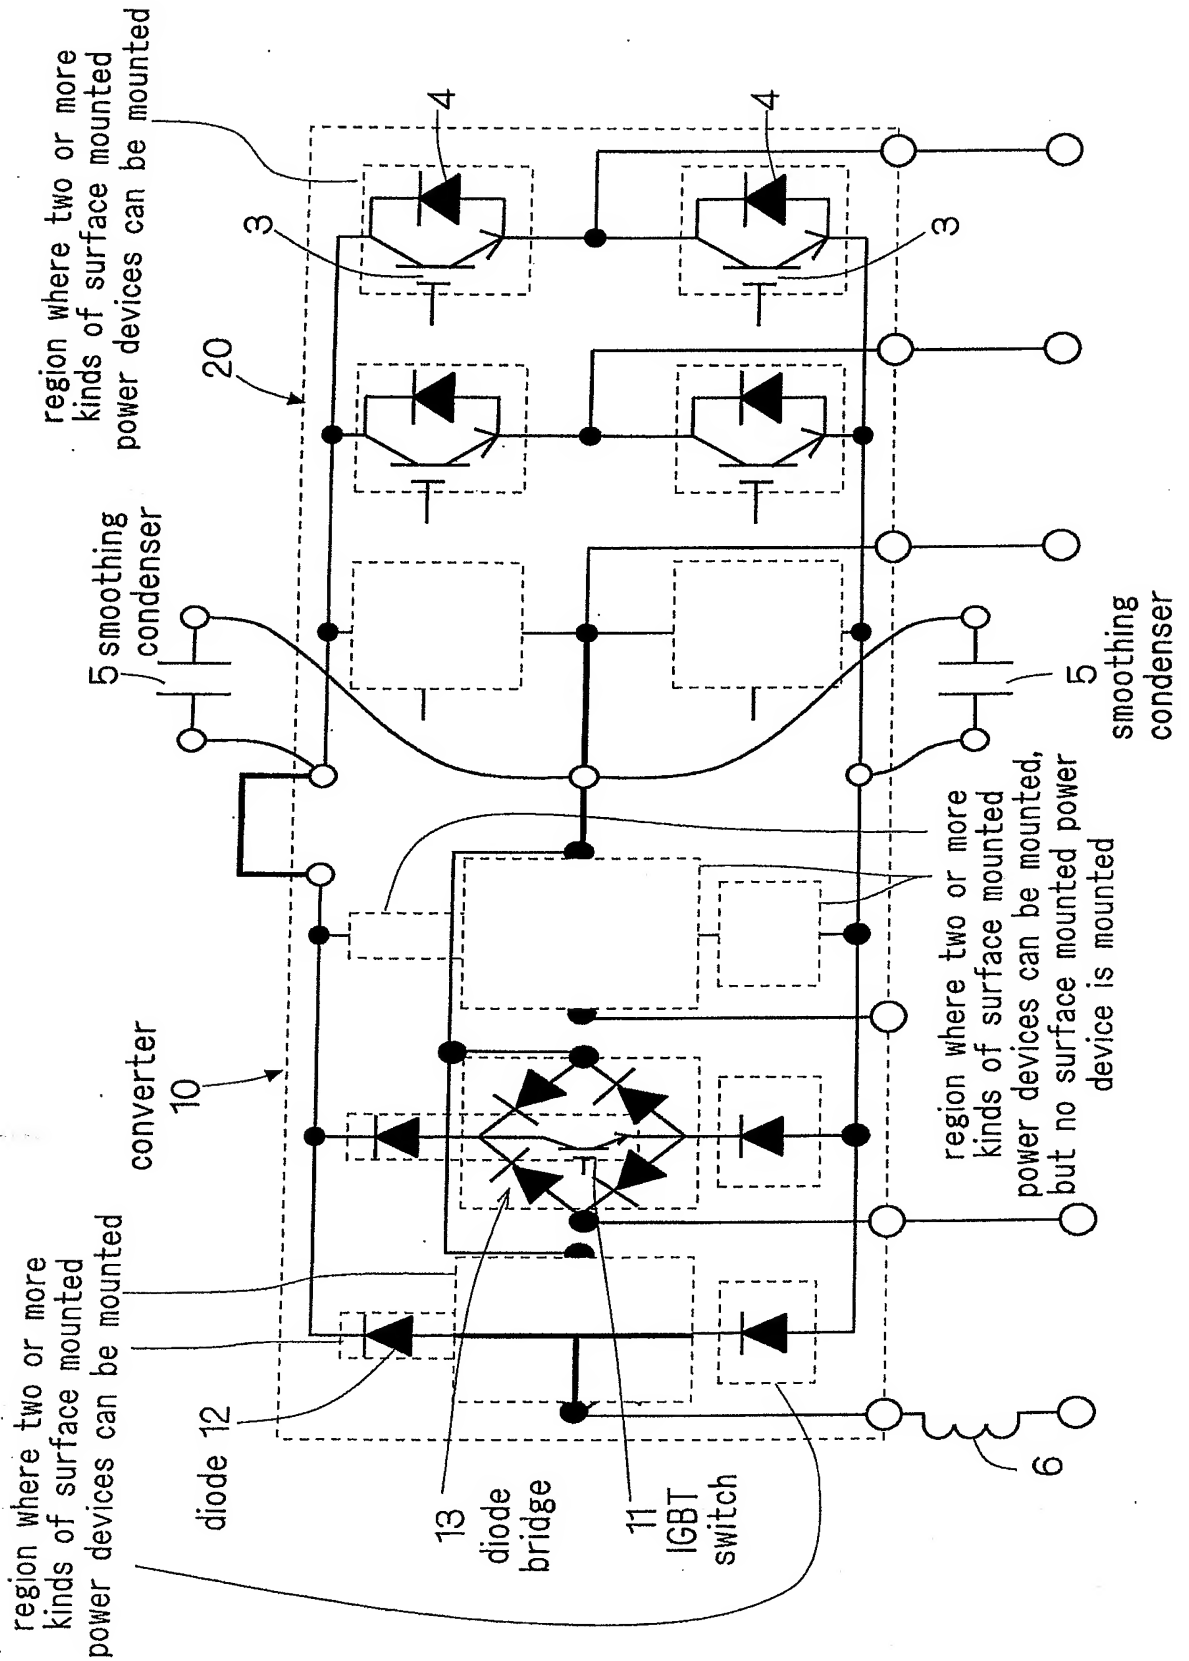 region where two or more
kinds of surface mounted
power devices can be mounted
diode 12
13
diode
bridge
11
IGBT
switch
6
converter
10
region where two or more
kinds of surface mounted
power devices can be mounted,
but no surface mounted power
device is mounted
5 smoothing
condenser
5
smoothing
condenser
20
region where two or more
kinds of surface mounted
power devices can be mounted
3
4
4
3